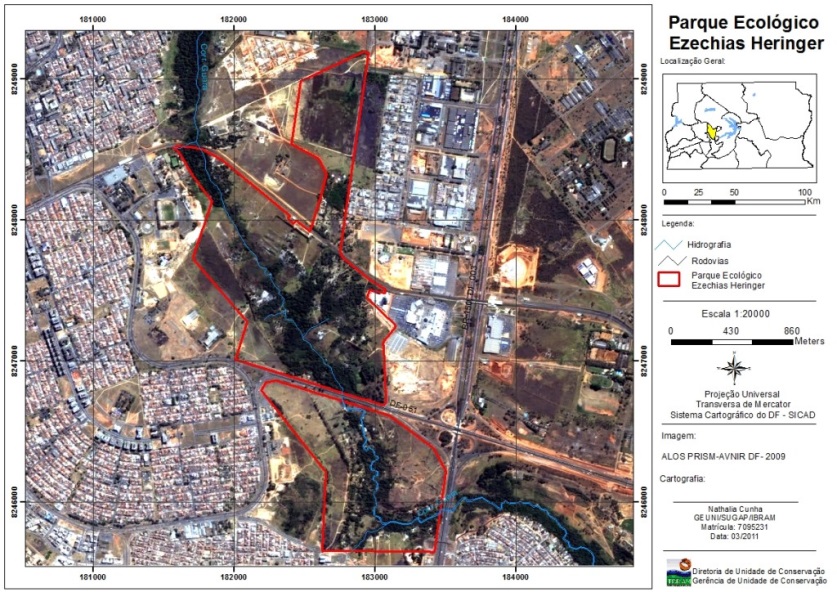 181000
182000
183000
184000
8249000
8248000
8247000
8246000
8249000
8248000
8247000
8246000
181000
182000
183000
184000
Parque Ecológico
Ezechias Heringer
Localização Geral:
0 25 50 100
Km
Legenda:
Hidrografia
Rodovias
Parque Ecológico
Ezechias Heringer
Escala 1:20000
0 430 860
Meters
Projeção Universal
Transversa de Mercator
Sistema Cartográfico do DF - SICAD
Imagem:
ALOS PRISM-AVNIR DF- 2009
Cartografia:
Nathalia Cunha
GEUNI/SUGAP/IBRAM
Matrícula: 7095231
Data: 03/2011
Diretoria de Unidade de Conservação
Gerência de Unidade de Conservação